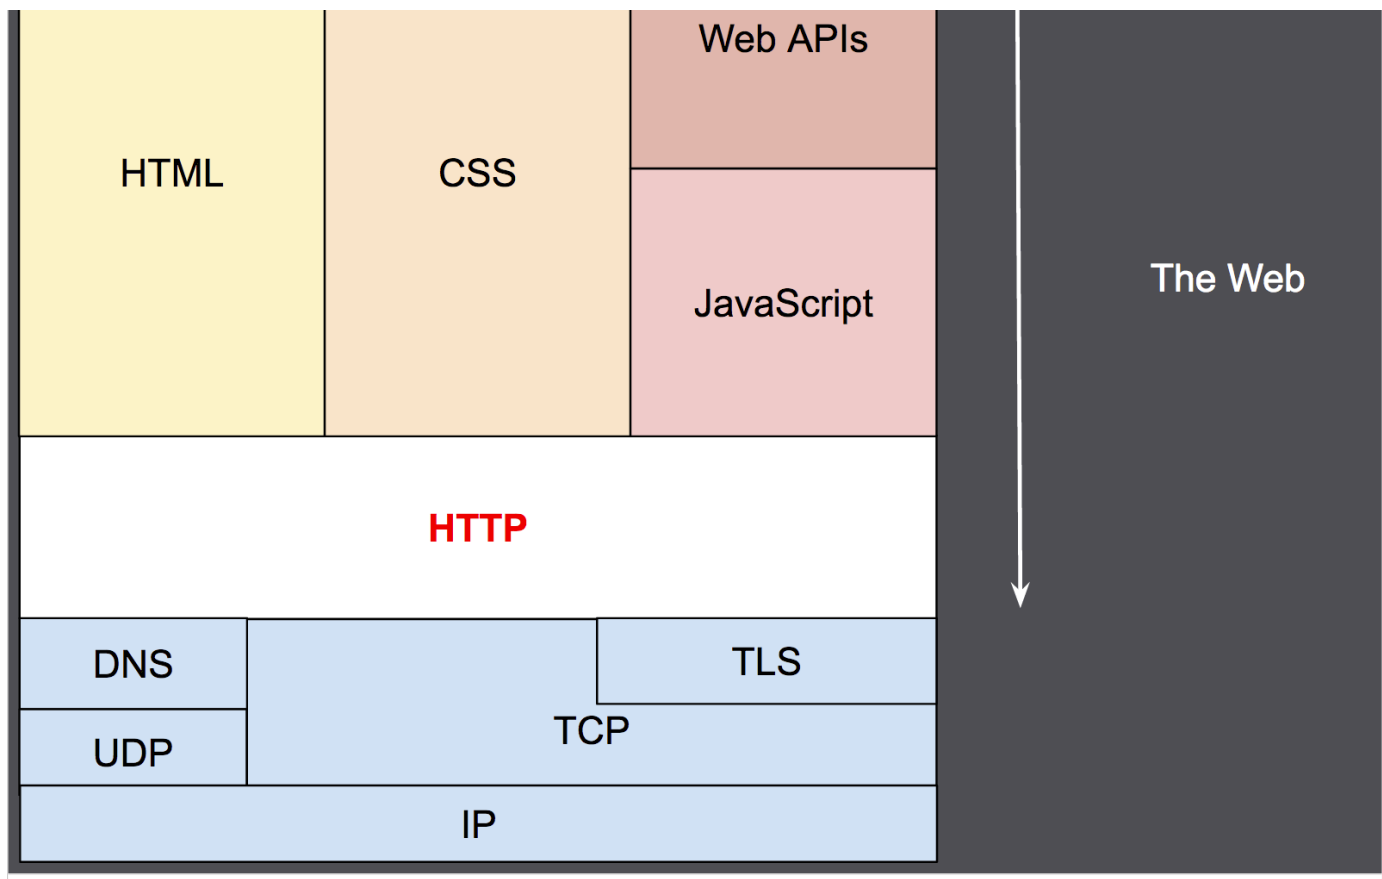 Web APIs
HTML
CSS
JavaScript
The Web
HTTP
DNS
TLS
TCP
UDP
IP